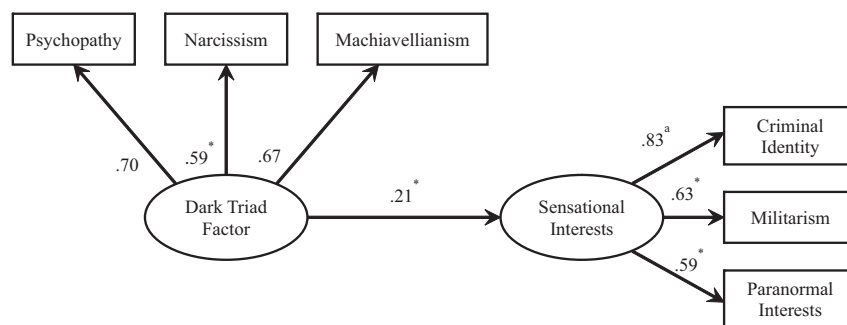 Psychopathy
Narcissism
Machiavellianism
.70
.59*
.67
Dark Triad
Factor
.21*
Sensational
Interests
.83a
.63*
.59*
Criminal
Identity
Militarism
Paranormal
Interests